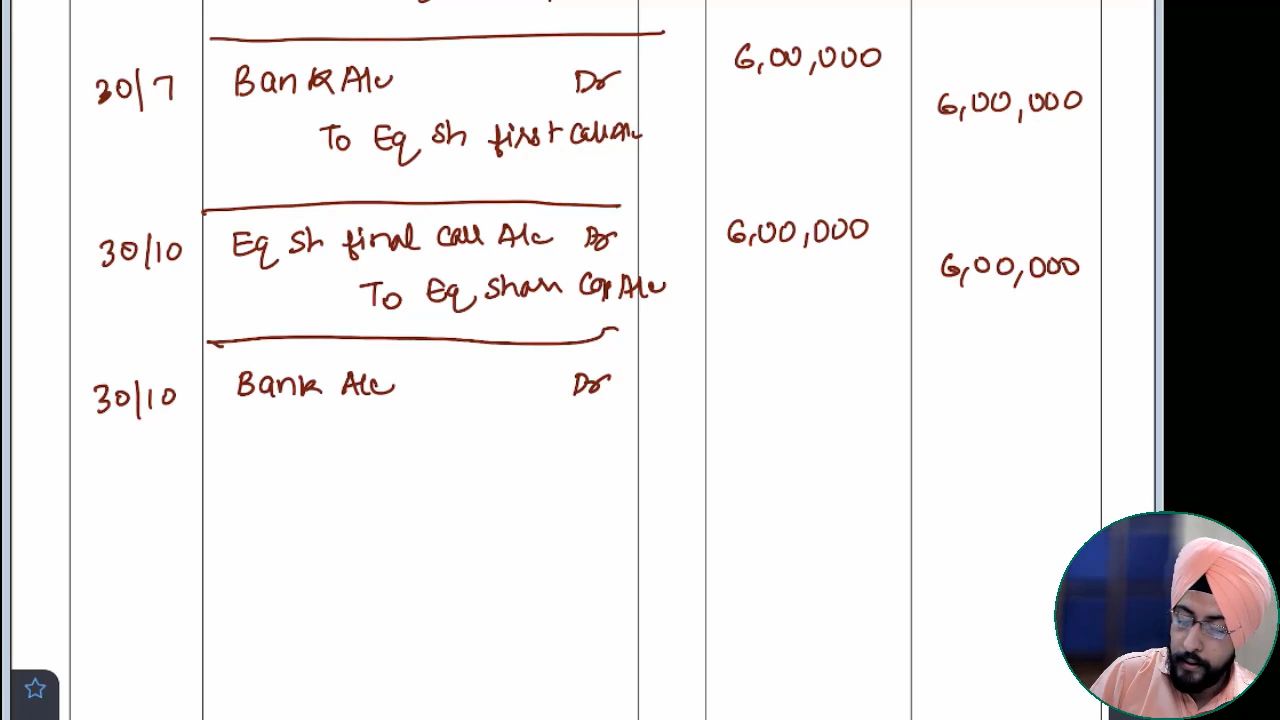 6,00,000
30/7 Bank A/c Dr
6,00,000
To Eq Sh first Call A/c
30/10 Eq Sh final Call A/c Dr 6,00,000
To Eq Share Cap A/c 6,00,000
30/10 Bank A/c Dr